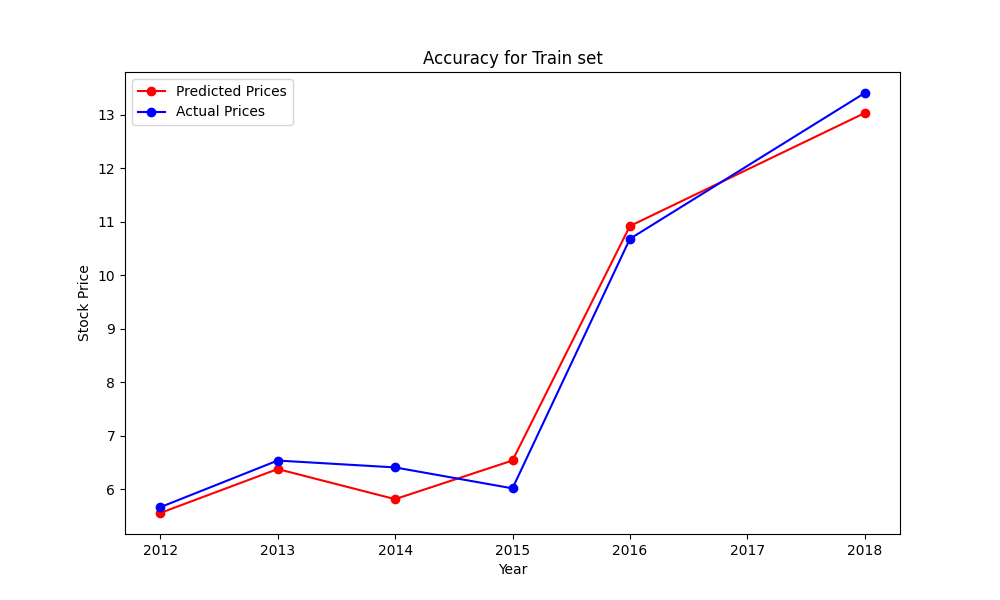 Accuracy for Train set
Predicted Prices
Actual Prices
13
12
11
10
9
8
7
6
Stock Price
2012 2013 2014 2015 2016 2017 2018
Year